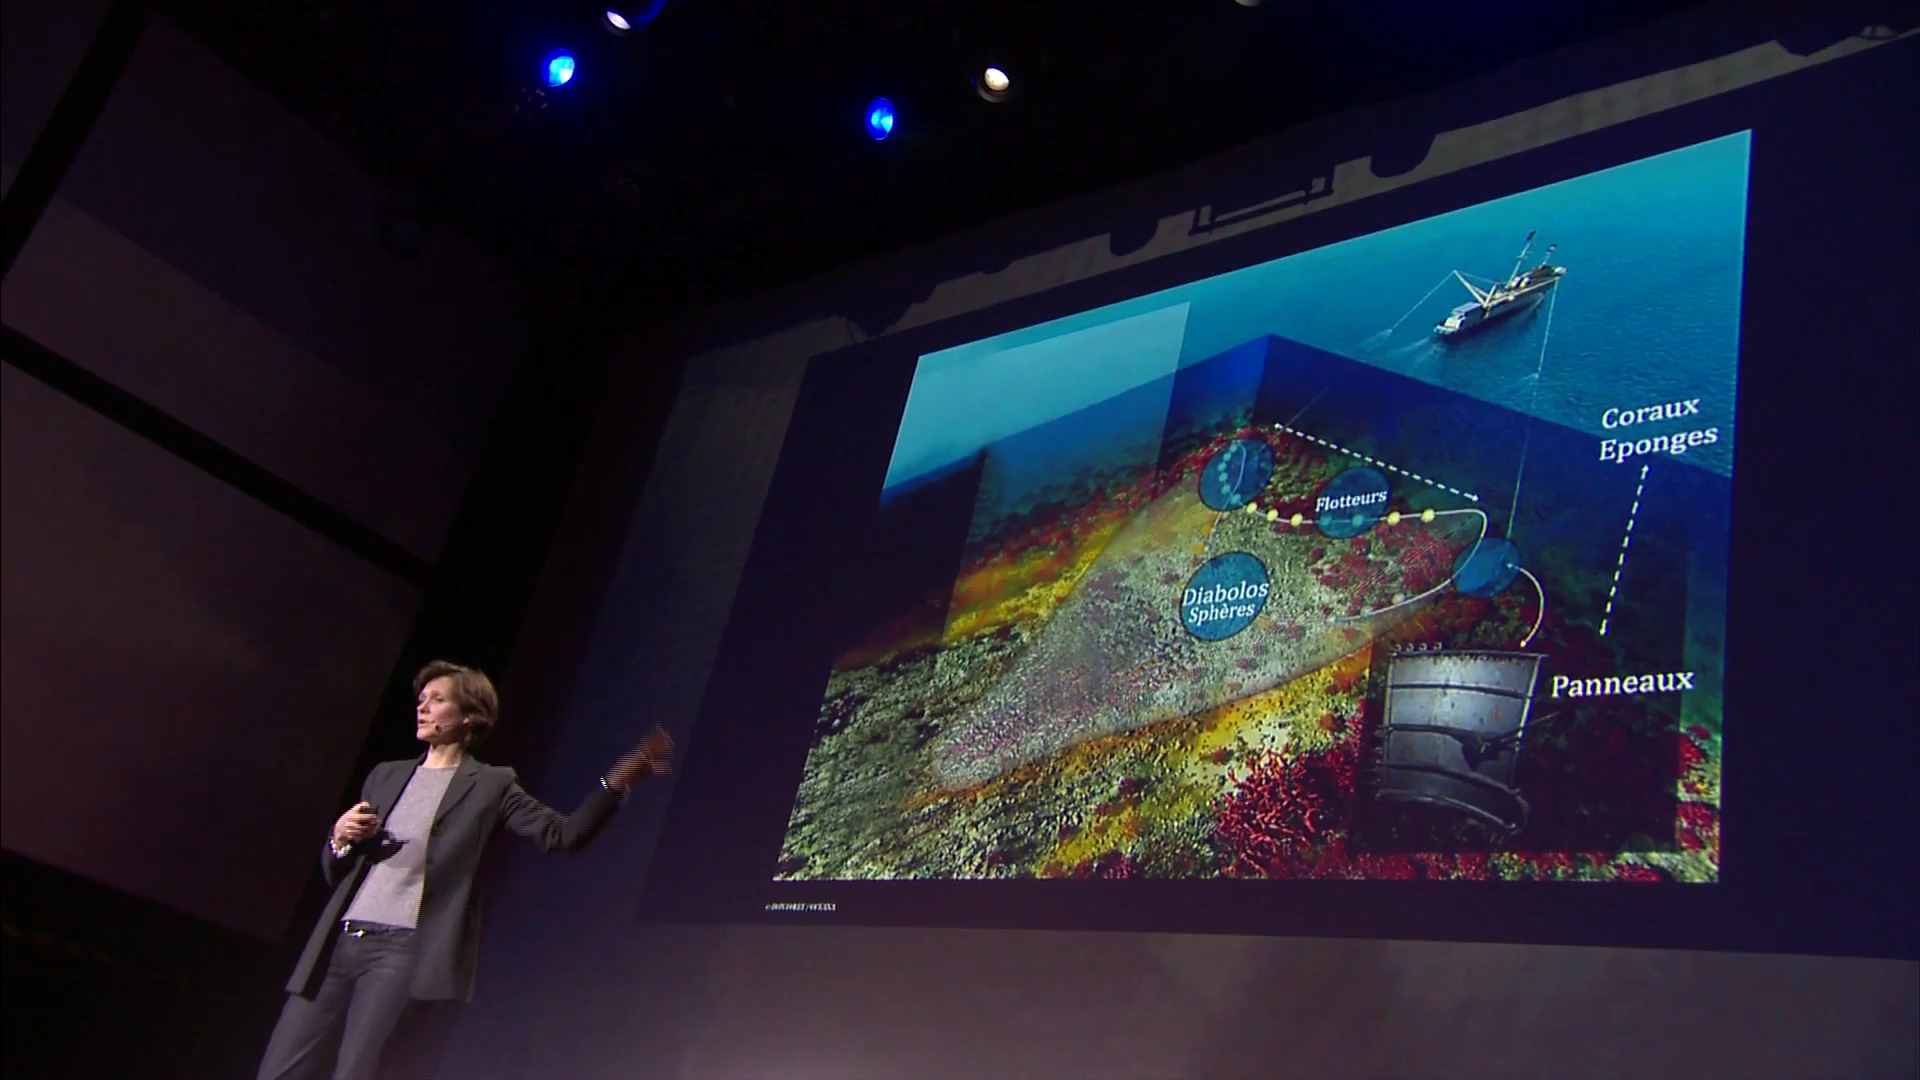 Coraux
Eponges
Flotteurs
Diabolos
Sphères
Panneaux